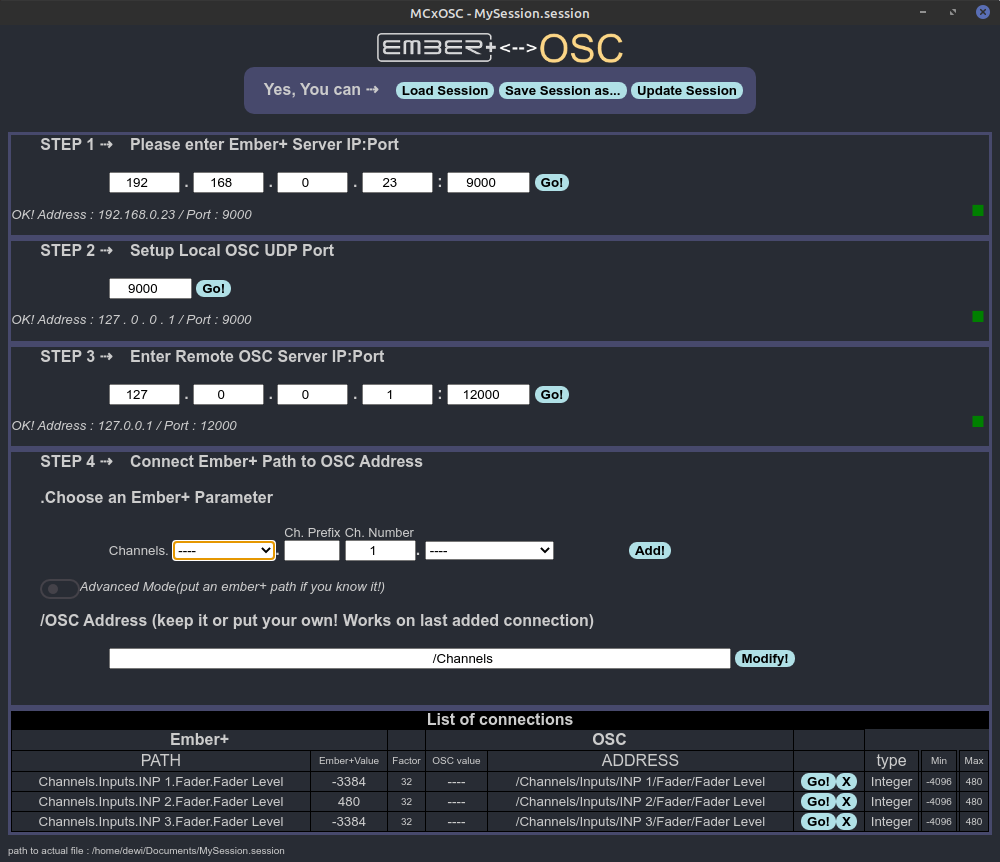 MCxOSC - MySession.session
EMBER+<-->OSC
Yes, You can ⇢ Load Session Save Session as... Update Session
STEP 1 ⇢ Please enter Ember+ Server IP:Port
192 . 168 . 0 . 23 : 9000 Go!
OK! Address : 192.168.0.23 / Port : 9000
STEP 2 ⇢ Setup Local OSC UDP Port
9000 Go!
OK! Address : 127 . 0 . 0 . 1 / Port : 9000
STEP 3 ⇢ Enter Remote OSC Server IP:Port
127 . 0 . 0 . 1 : 12000 Go!
OK! Address : 127.0.0.1 / Port : 12000
STEP 4 ⇢ Connect Ember+ Path to OSC Address
.Choose an Ember+ Parameter
Ch. Prefix Ch. Number
Channels. ---- . 1 . ---- Add!
Advanced Mode(put an ember+ path if you know it!)
/OSC Address (keep it or put your own! Works on last added connection)
/Channels Modify!
List of connections
Ember+ OSC
PATH Ember+Value Factor OSC value ADDRESS type Min Max
Channels.Inputs.INP 1.Fader.Fader Level -3384 32 ---- /Channels/Inputs/INP 1/Fader/Fader Level Go! X Integer -4096 480
Channels.Inputs.INP 2.Fader.Fader Level 480 32 ---- /Channels/Inputs/INP 2/Fader/Fader Level Go! X Integer -4096 480
Channels.Inputs.INP 3.Fader.Fader Level -3384 32 ---- /Channels/Inputs/INP 3/Fader/Fader Level Go! X Integer -4096 480
path to actual file : /home/dewi/Documents/MySession.session